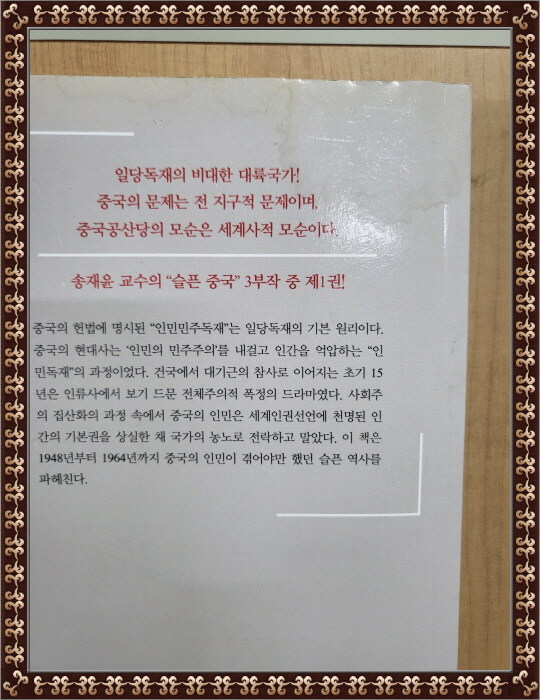 일당독재의 비대한 대륙국가!
중국의 문제는 전 지구적 문제이며,
중국공산당의 모순은 세계사적 모순이다.
송재윤 교수의 “슬픈 중국” 3부작 중 제1권!
중국의 헌법에 명시된 “인민민주독재”는 일당독재의 기본 원리이다.
중국의 현대사는 ‘인민의 민주주의’를 내걸고 인간을 억압하는 “인
민독재”의 과정이었다. 건국에서 대기근의 참사로 이어지는 초기 15
년은 인류사에서 보기 드문 전체주의적 폭정의 드라마였다. 사회주
의 집산화의 과정 속에서 중국의 인민은 세계인권선언에 천명된 인
간의 기본권을 상실한 채 국가의 농노로 전락하고 말았다. 이 책은
1948년부터 1964년까지 중국의 인민이 겪어야만 했던 슬픈 역사를
파헤친다.